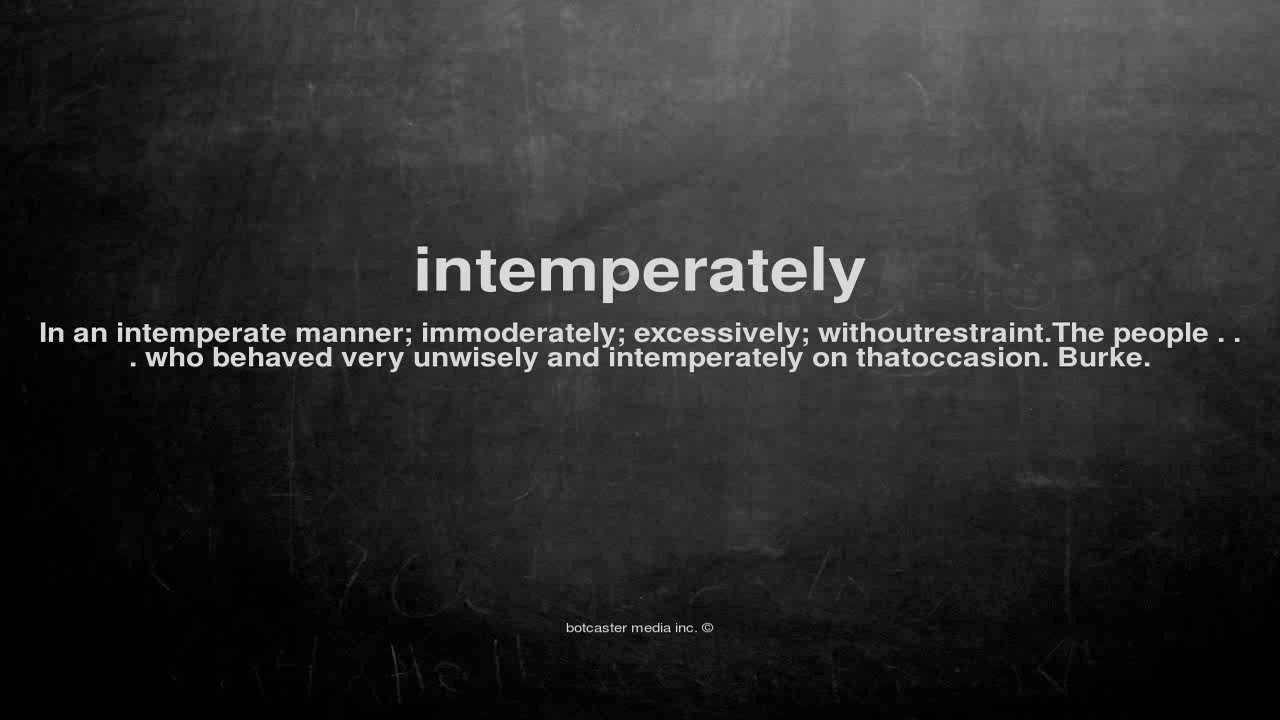 intemperately
In an intemperate manner; immoderately; excessively; withoutrestraint.The people . .
. who behaved very unwisely and intemperately on thatoccasion. Burke.
botcaster media inc. ©